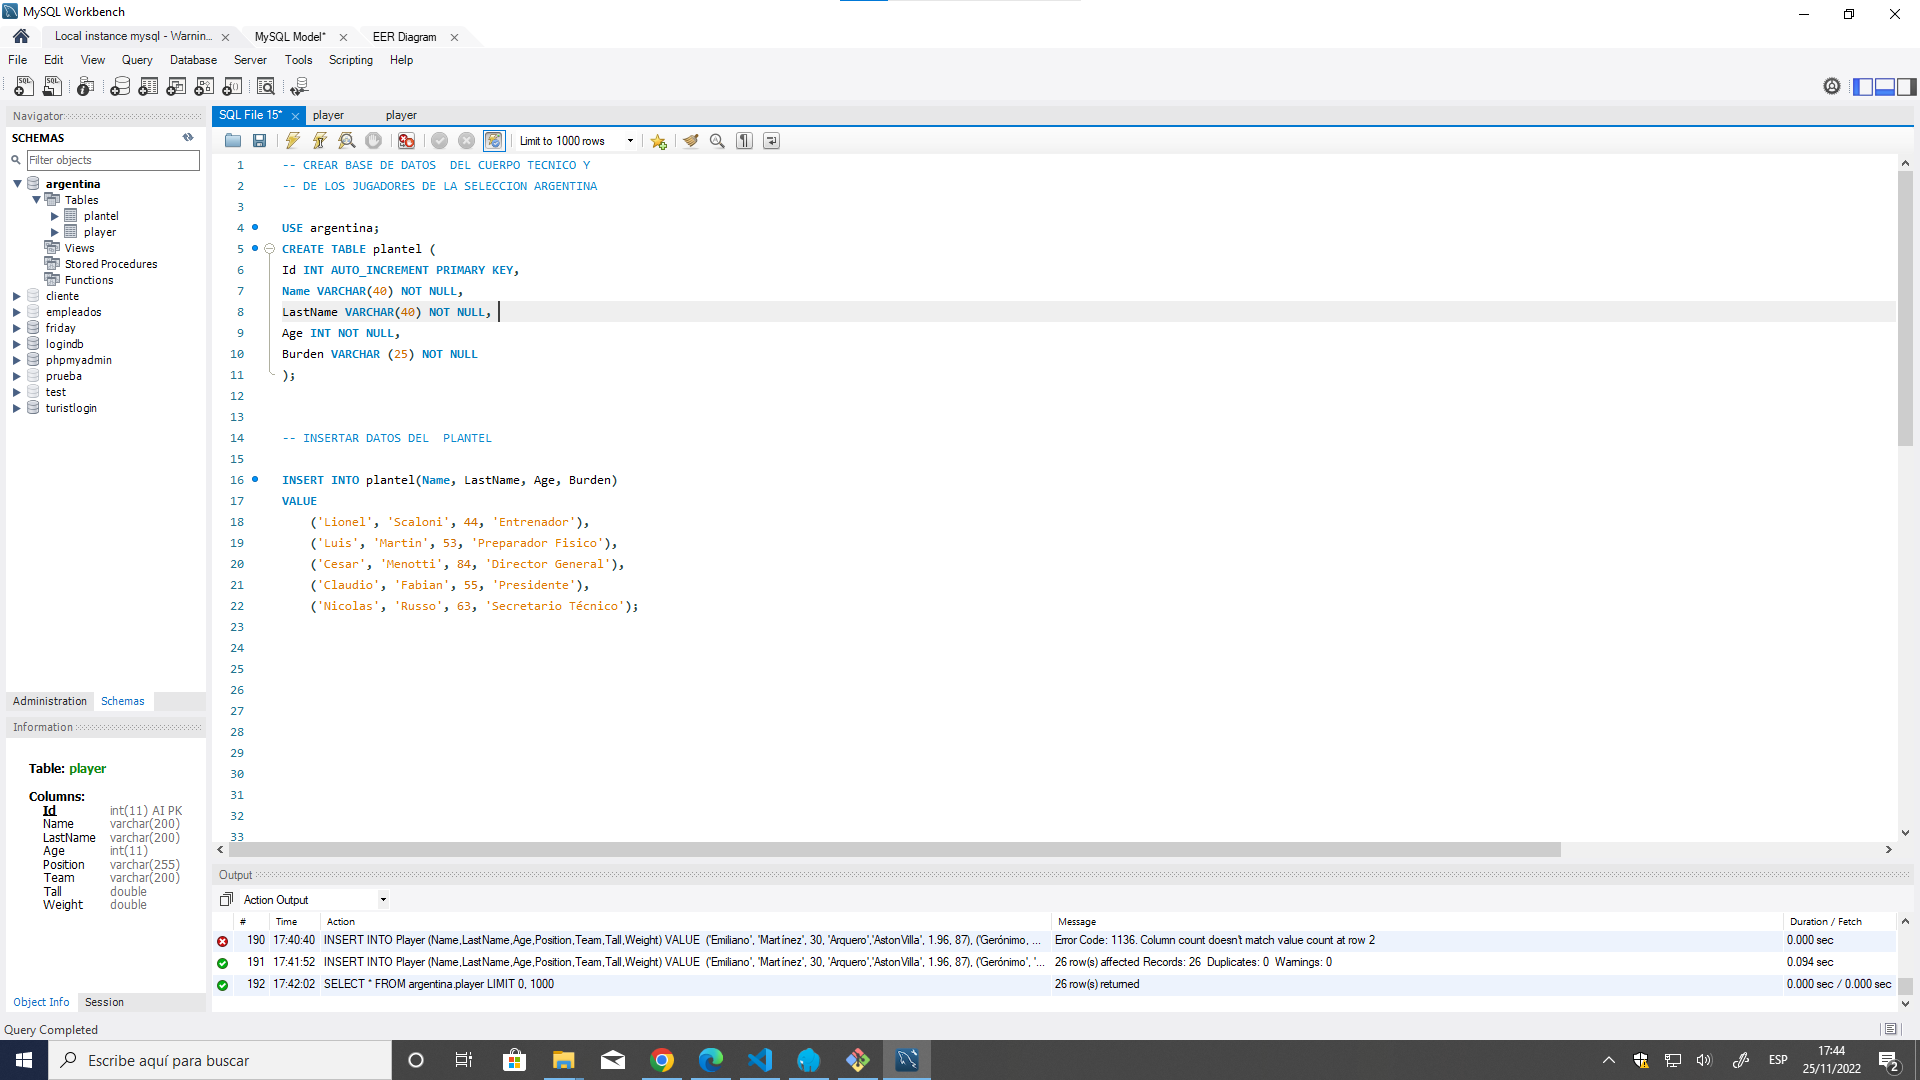 MySQL Workbench
Local instance mysql - Warnin...
MySQL Model*
EER Diagram
File Edit View Query Database Server Tools Scripting Help
Navigator
SCHEMAS
Filter objects
argentina
Tables
plantel
player
Views
Stored Procedures
Functions
cliente
empleados
friday
logindb
phpmyadmin
prueba
test
turistlogin
Administration Schemas
Information
Table: player
Columns:
Id int(11) AI PK
Name varchar(200)
LastName varchar(200)
Age int(11)
Position varchar(255)
Team varchar(200)
Tall double
Weight double
Object Info Session
SQL File 15* player player
Limit to 1000 rows
1 -- CREAR BASE DE DATOS  DEL CUERPO TECNICO Y
2 -- DE LOS JUGADORES DE LA SELECCION ARGENTINA
3
4 USE argentina;
5 CREATE TABLE plantel (
6 Id INT AUTO_INCREMENT PRIMARY KEY,
7 Name VARCHAR(40) NOT NULL,
8 LastName VARCHAR(40) NOT NULL,
9 Age INT NOT NULL,
10 Burden VARCHAR (25) NOT NULL
11 );
12
13
14 -- INSERTAR DATOS DEL  PLANTEL
15
16 INSERT INTO plantel(Name, LastName, Age, Burden)
17 VALUE
18 ('Lionel', 'Scaloni', 44, 'Entrenador'),
19 ('Luis', 'Martin', 53, 'Preparador Fisico'),
20 ('Cesar', 'Menotti', 84, 'Director General'),
21 ('Claudio', 'Fabian', 55, 'Presidente'),
22 ('Nicolas', 'Russo', 63, 'Secretario Técnico');
23
24
25
26
27
28
29
30
31
32
33
Output
Action Output
# Time Action Message Duration / Fetch
190 17:40:40 INSERT INTO Player (Name,LastName,Age,Position,Team,Tall,Weight) VALUE ('Emiliano', 'Martínez', 30, 'Arquero','AstonVilla', 1.96, 87), ('Gerónimo, ... Error Code: 1136. Column count doesn't match value count at row 2 0.000 sec
191 17:41:52 INSERT INTO Player (Name,LastName,Age,Position,Team,Tall,Weight) VALUE ('Emiliano', 'Martínez', 30, 'Arquero','AstonVilla', 1.96, 87), ('Gerónimo', '... 26 row(s) affected Records: 26 Duplicates: 0 Warnings: 0 0.094 sec
192 17:42:02 SELECT * FROM argentina.player LIMIT 0, 1000 26 row(s) returned 0.000 sec / 0.000 sec
Query Completed
Escribe aquí para buscar
ESP
17:44
25/11/2022
2